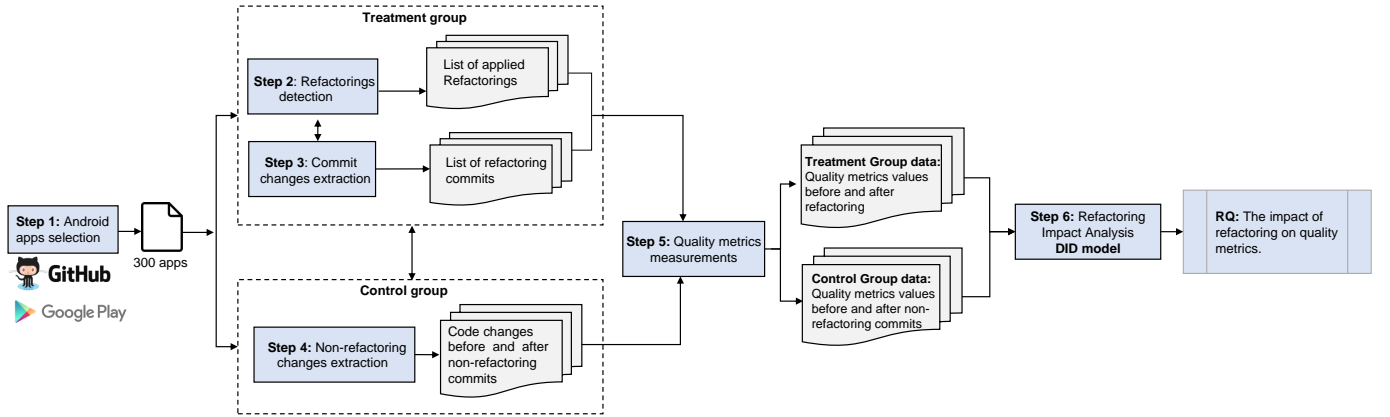 Step 1: Android
apps selection
GitHub
Google Play
300 apps
Treatment group
Step 2: Refactorings
detection
List of applied
Refactorings
Step 3: Commit
changes extraction
List of refactoring
commits
Control group
Step 4: Non-refactoring
changes extraction
Code changes
before and after
non-refactoring
commits
Step 5: Quality metrics
measurements
Treatment Group data:
Quality metrics values
before and after
refactoring
Control Group data:
Quality metrics values
before and after non-
refactoring commits
Step 6: Refactoring
Impact Analysis
DID model
RQ: The impact of
refactoring on quality
metrics.